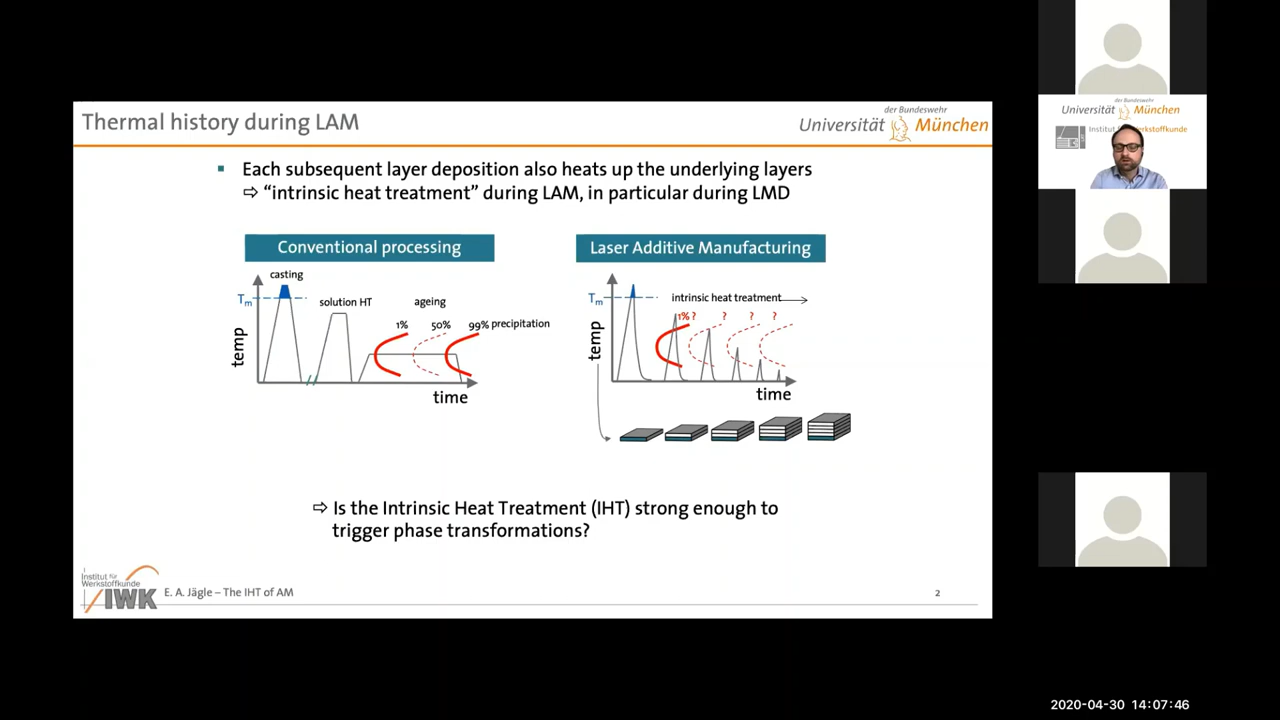 Thermal history during LAM
der Bundeswehr
Universität München
Each subsequent layer deposition also heats up the underlying layers
⇨ “intrinsic heat treatment” during LAM, in particular during LMD
Conventional processing
casting
Tm
solution HT
ageing
1% 50% 99% precipitation
temp
time
Laser Additive Manufacturing
Tm
intrinsic heat treatment
1% ? ? ? ?
temp
time
⇨ Is the Intrinsic Heat Treatment (IHT) strong enough to
trigger phase transformations?
Institut für
Werkstoffkunde
IWK
E. A. Jägle – The IHT of AM
2
der Bundeswehr
Universität München
Institut
rkstoffkunde
2020-04-30 14:07:46